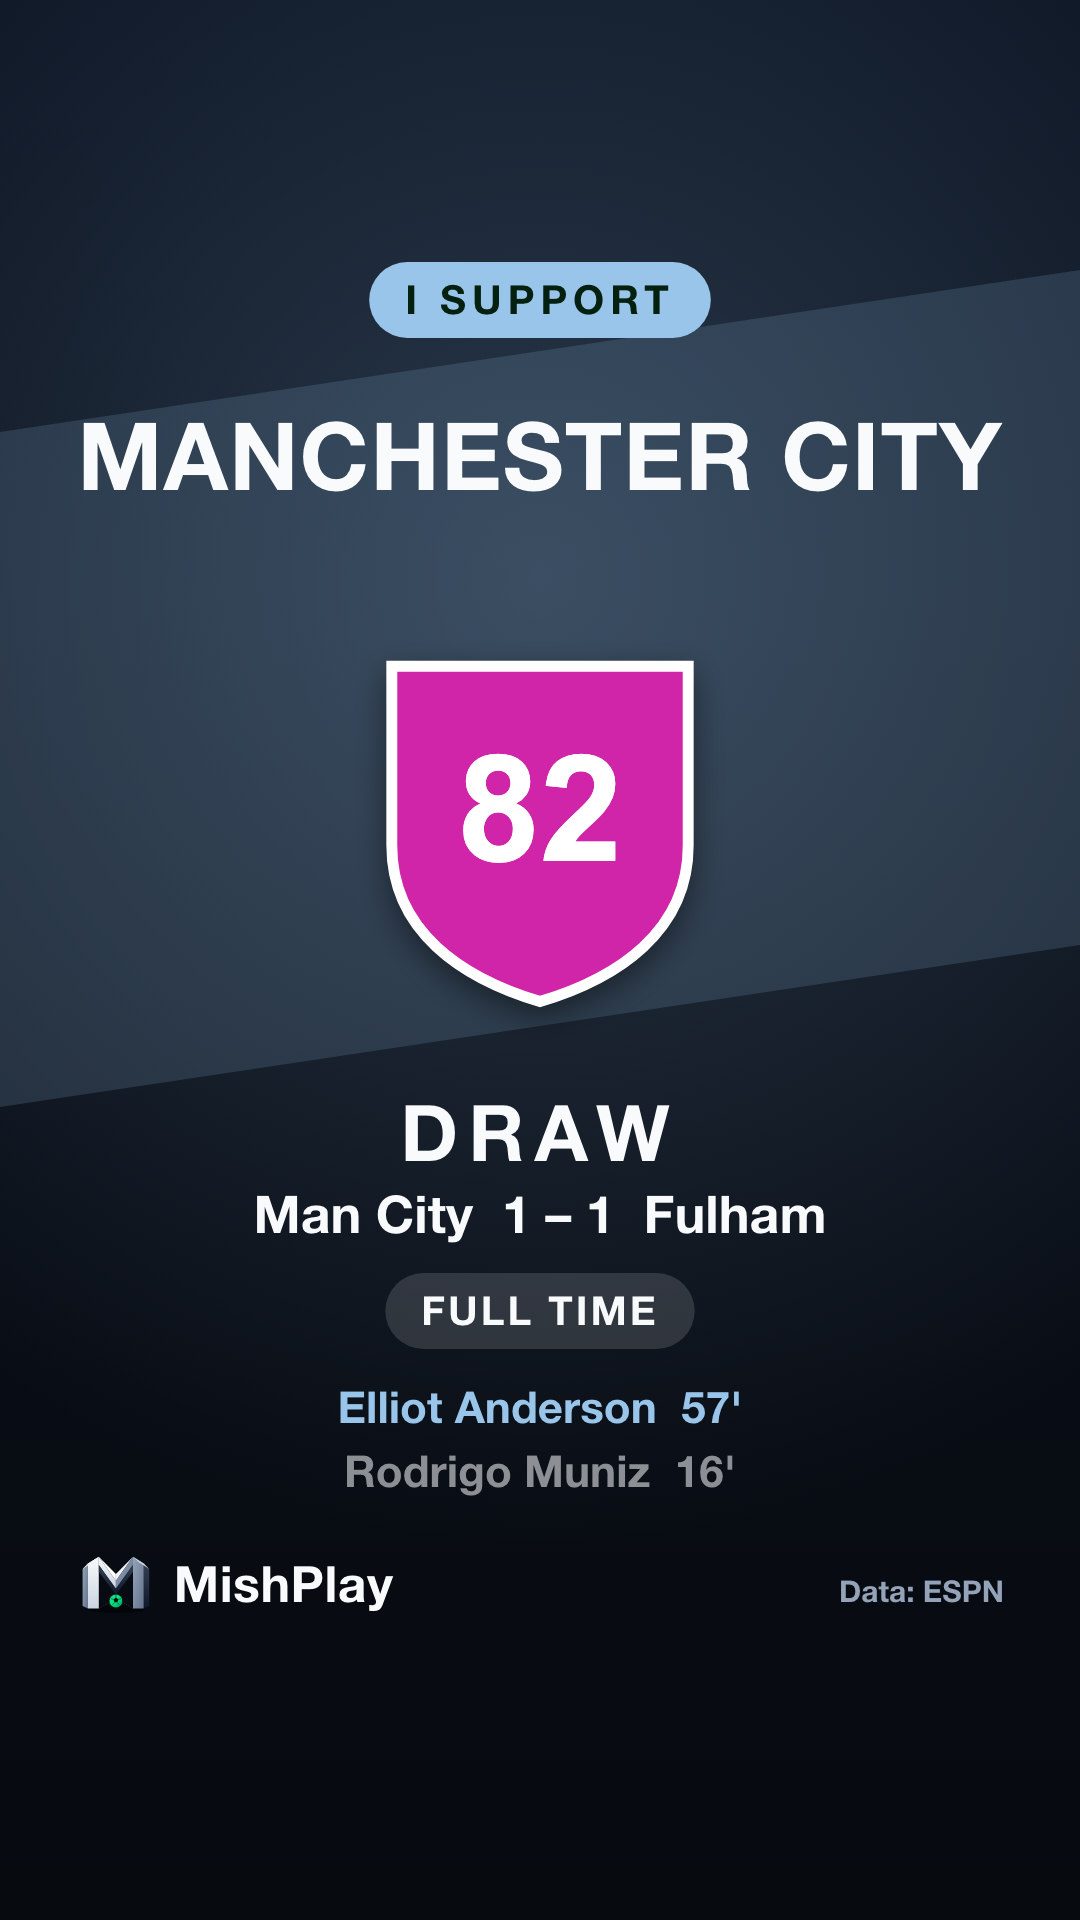 I SUPPORT
MANCHESTER CITY
82
DRAW
Man City 1 – 1 Fulham
FULL TIME
Elliot Anderson 57'
Rodrigo Muniz 16'
MishPlay
Data: ESPN